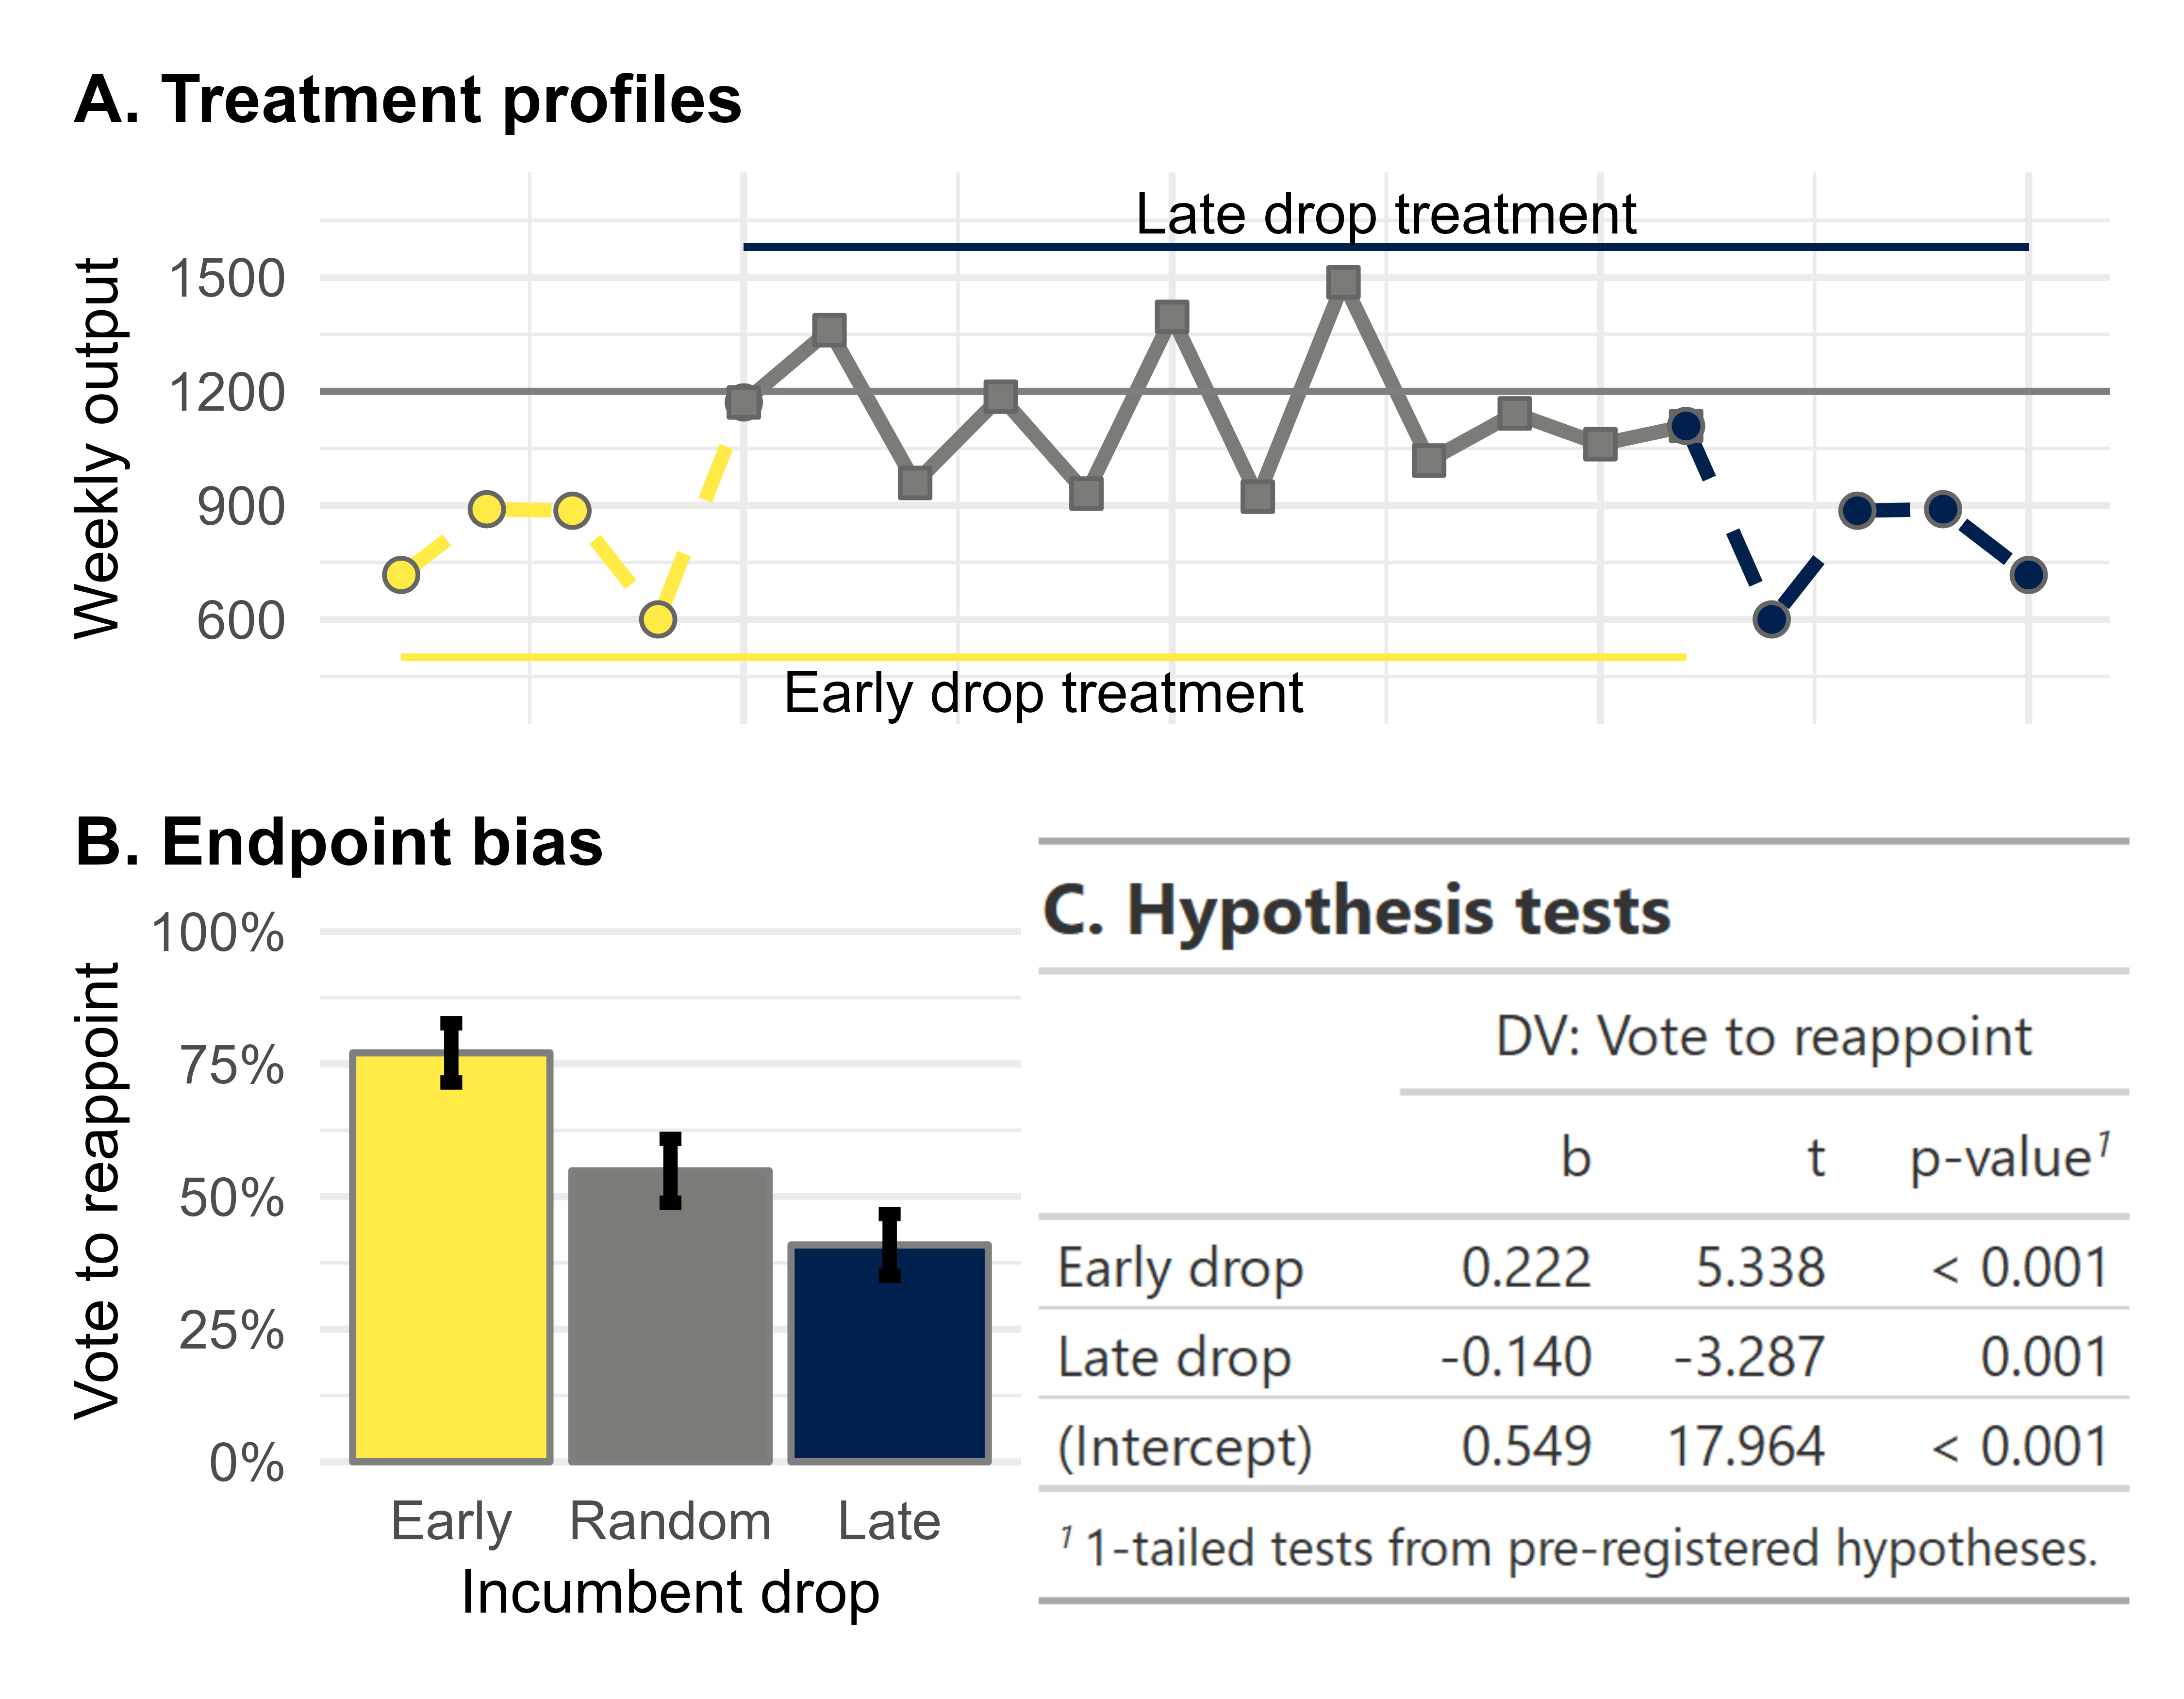 A. Treatment profiles
Weekly output
1500
1200
900
600
Late drop treatment
Early drop treatment
B. Endpoint bias
Vote to reappoint
100%
75%
50%
25%
0%
Early Random Late
Incumbent drop
C. Hypothesis tests
DV: Vote to reappoint
b t p-value¹
Early drop 0.222 5.338 < 0.001
Late drop -0.140 -3.287 0.001
(Intercept) 0.549 17.964 < 0.001
¹ 1-tailed tests from pre-registered hypotheses.